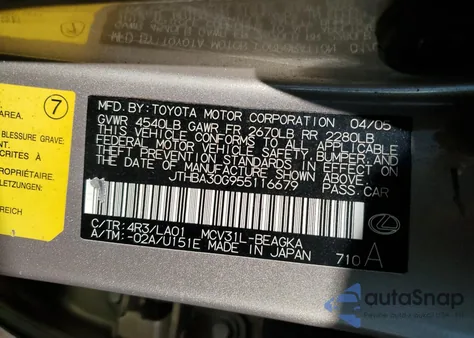 7
AREA.
BLESSURE GRAVE:
CRITES À
MFD. BY: TOYOTA MOTOR CORPORATION 04/05
GVWR 4540LB GAWR FR 2670LB RR 2280LB
THIS VEHICLE CONFORMS TO ALL APPLICABLE
FEDERAL MOTOR VEHICLE SAFETY, BUMPER,
AND THEFT PREVENTION STANDARDS IN EFFECT ON
THE DATE OF MANUFACTURE SHOWN ABOVE.
JTHBA30G955116679 PASS. CAR
C/TR: 4R3/LA01 MCV31L-BEAGKA
A/TM: -02A/U151E MADE IN JAPAN
710 A
autaSnap